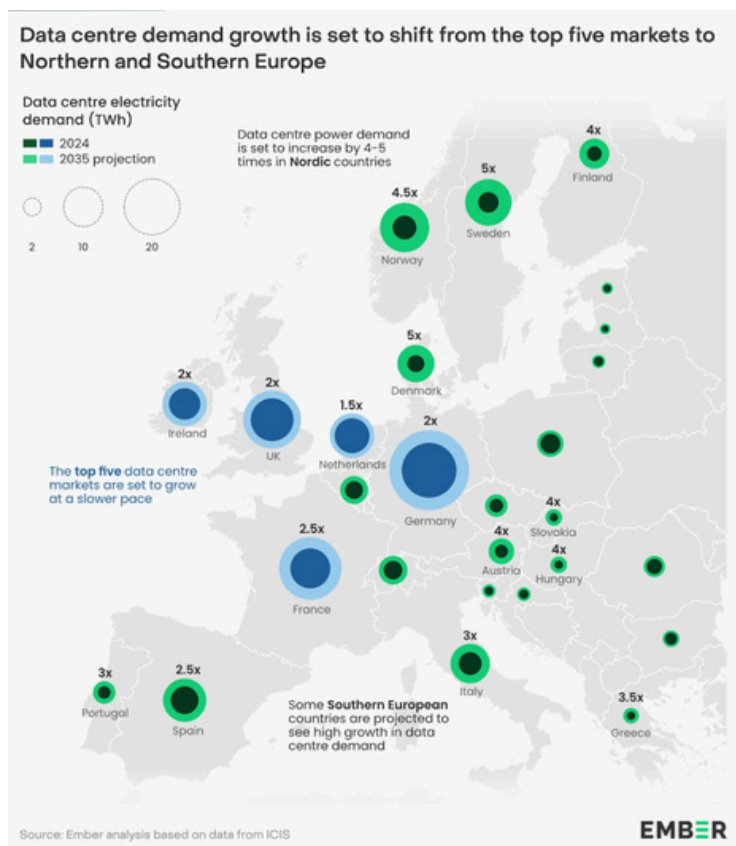 Data centre demand growth is set to shift from the top five markets to
Northern and Southern Europe
Data centre electricity
demand (TWh)
2024
2035 projection
2
10
20
Data centre power demand
is set to increase by 4-5
times in Nordic countries
4x
Finland
5x
Sweden
4.5x
Norway
5x
Denmark
2x
Ireland
2x
UK
1.5x
Netherlands
2x
Germany
The top five data centre
markets are set to grow
at a slower pace
4x
Slovakia
4x
Austria
4x
Hungary
2.5x
France
3x
Italy
3x
Portugal
2.5x
Spain
Some Southern European
countries are projected to
see high growth in data
centre demand
3.5x
Greece
Source: Ember analysis based on data from ICIS
EMBER